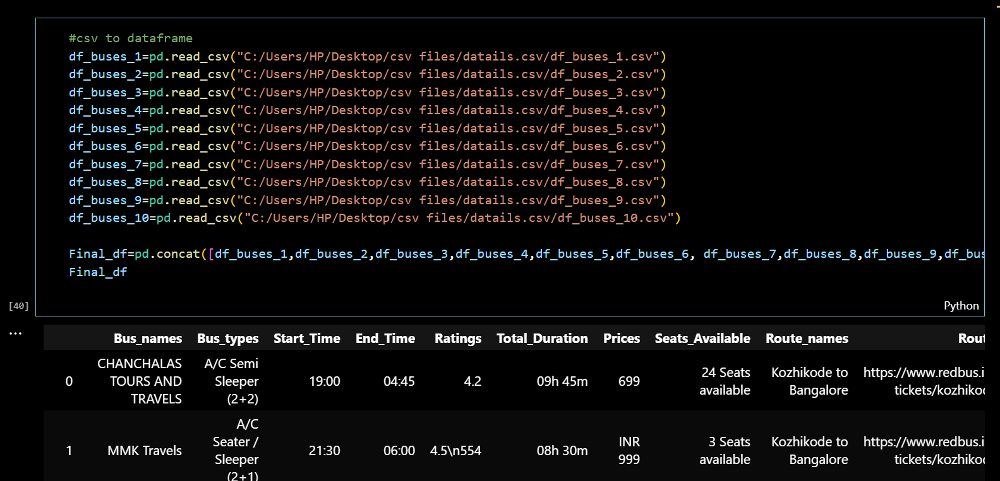 #csv to dataframe
df_buses_1=pd.read_csv("C:/Users/HP/Desktop/csv files/datails.csv/df_buses_1.csv")
df_buses_2=pd.read_csv("C:/Users/HP/Desktop/csv files/datails.csv/df_buses_2.csv")
df_buses_3=pd.read_csv("C:/Users/HP/Desktop/csv files/datails.csv/df_buses_3.csv")
df_buses_4=pd.read_csv("C:/Users/HP/Desktop/csv files/datails.csv/df_buses_4.csv")
df_buses_5=pd.read_csv("C:/Users/HP/Desktop/csv files/datails.csv/df_buses_5.csv")
df_buses_6=pd.read_csv("C:/Users/HP/Desktop/csv files/datails.csv/df_buses_6.csv")
df_buses_7=pd.read_csv("C:/Users/HP/Desktop/csv files/datails.csv/df_buses_7.csv")
df_buses_8=pd.read_csv("C:/Users/HP/Desktop/csv files/datails.csv/df_buses_8.csv")
df_buses_9=pd.read_csv("C:/Users/HP/Desktop/csv files/datails.csv/df_buses_9.csv")
df_buses_10=pd.read_csv("C:/Users/HP/Desktop/csv files/datails.csv/df_buses_10.csv")
Final_df=pd.concat([df_buses_1,df_buses_2,df_buses_3,df_buses_4,df_buses_5,df_buses_6, df_buses_7,df_buses_8,df_buses_9,df_bus
Final_df
[40] Python
...
Bus_names Bus_types Start_Time End_Time Ratings Total_Duration Prices Seats_Available Route_names Rout
CHANCHALAS A/C Semi
24 Seats Kozhikode to https://www.redbus.i
0 TOURS AND Sleeper 19:00 04:45 4.2 09h 45m 699
available Bangalore tickets/kozhikod
TRAVELS (2+2)
A/C
Seater / INR 3 Seats Kozhikode to https://www.redbus.i
1 MMK Travels 21:30 06:00 4.5\n554 08h 30m
Sleeper 999 available Bangalore tickets/kozhikod
(2+1)